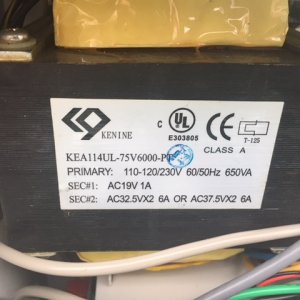 KENINE
C UL US
E303805
CE
T-125
CLASS A
KEA114UL-75V6000-PF
PRIMARY: 110-120/230V 60/50Hz 650VA
SEC#1: AC19V 1A
SEC#2: AC32.5VX2 6A OR AC37.5VX2 6A